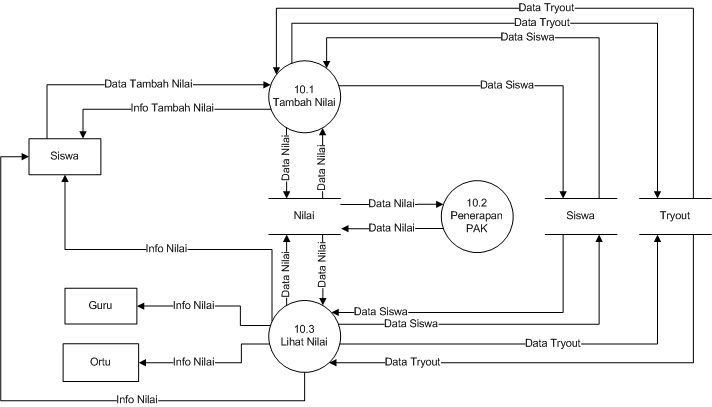 Data Tryout
Data Tryout
Data Siswa
Data Tambah Nilai
10.1
Tambah Nilai
Data Siswa
Info Tambah Nilai
Siswa
Data Nilai
Data Nilai
Nilai
Data Nilai
Data Nilai
10.2
Penerapan
PAK
Siswa
Tryout
Info Nilai
Data Nilai
Data Nilai
Guru
Info Nilai
10.3
Lihat Nilai
Data Siswa
Data Siswa
Data Tryout
Ortu
Info Nilai
Data Tryout
Info Nilai